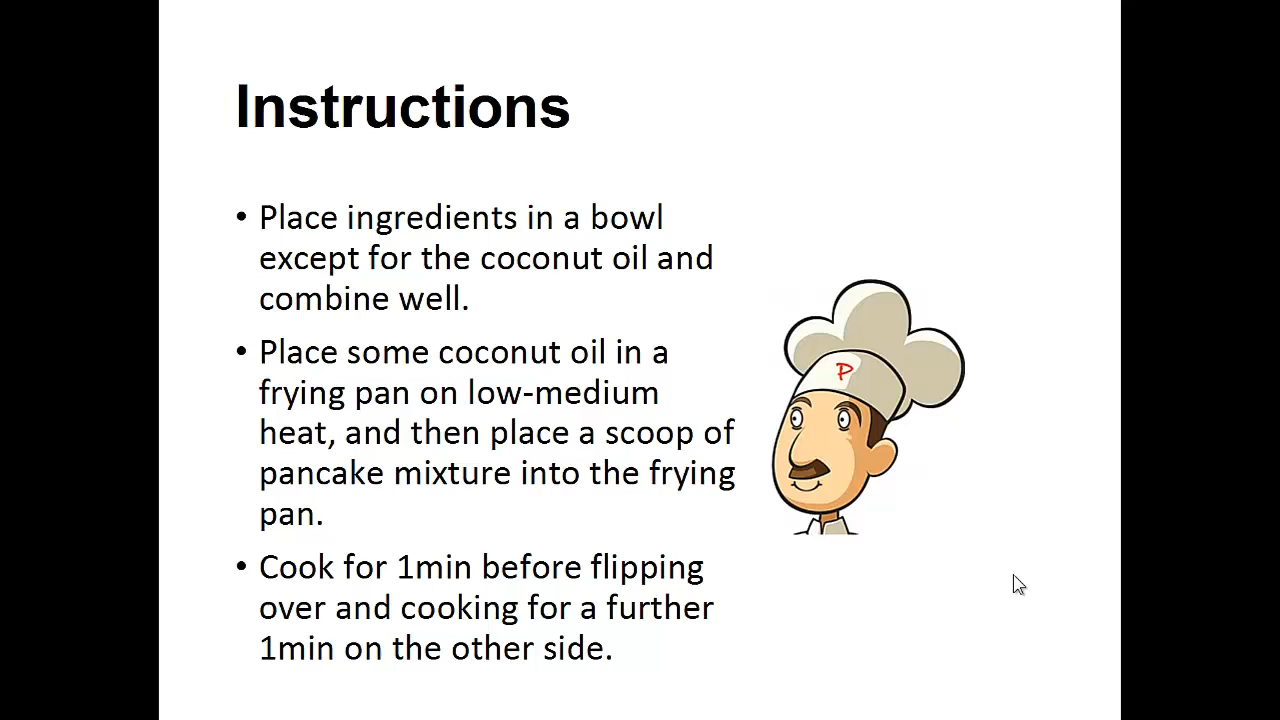 Instructions
• Place ingredients in a bowl
except for the coconut oil and
combine well.
• Place some coconut oil in a
frying pan on low-medium
heat, and then place a scoop of
pancake mixture into the frying
pan.
• Cook for 1min before flipping
over and cooking for a further
1min on the other side.
P